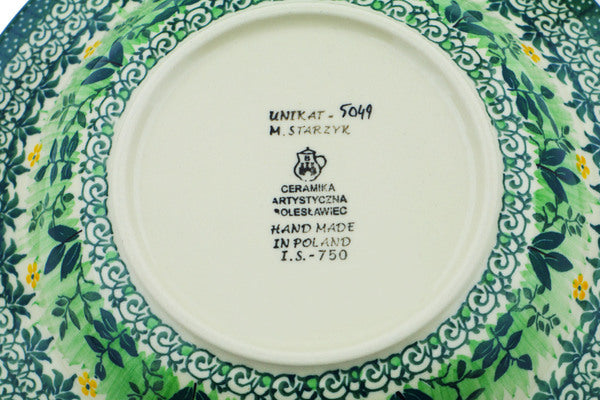 UNIKAT - 5049
M. STARZYK
CERAMIKA
ARTYSTYCZNA
BOLESŁAWIEC
HAND MADE
IN POLAND
I.S.-750